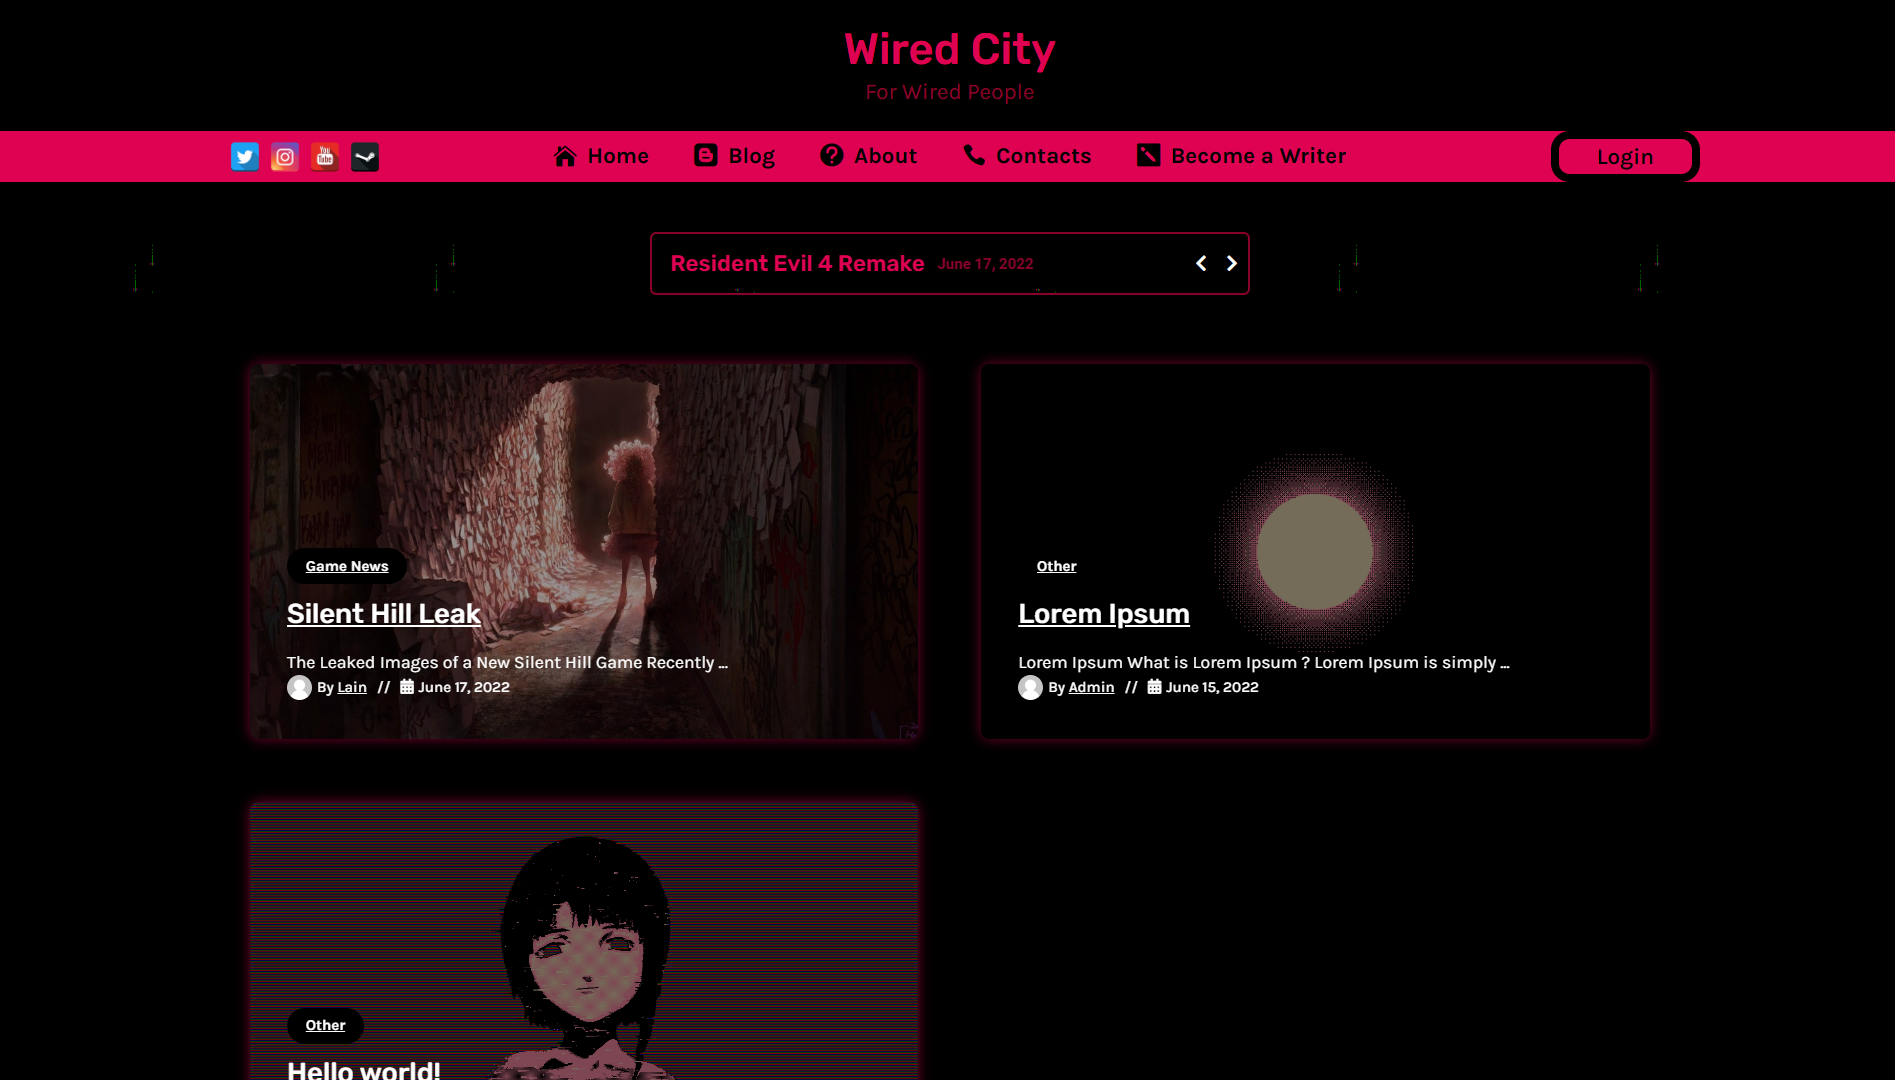 Wired City
For Wired People
You
Tube
Home
Blog
About
Contacts
Become a Writer
Login
Resident Evil 4 Remake June 17, 2022
Game News
Silent Hill Leak
The Leaked Images of a New Silent Hill Game Recently ...
By Lain // June 17, 2022
Other
Lorem Ipsum
Lorem Ipsum What is Lorem Ipsum ? Lorem Ipsum is simply ...
By Admin // June 15, 2022
Other
Hello world!